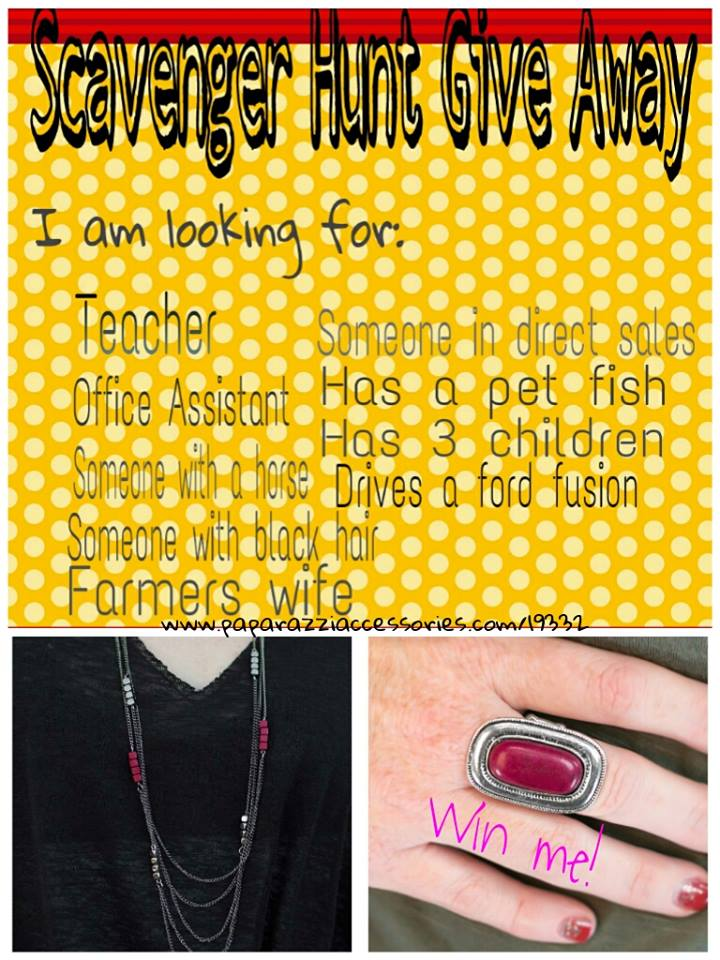 Scavenger Hunt Give Away
I am looking for:
Teacher
Office Assistant
Someone with a horse
Someone with black hair
Farmers wife
Someone in direct sales
Has a pet fish
Has 3 children
Drives a ford fusion
www.paparazziaccessories.com/19332
Win me!